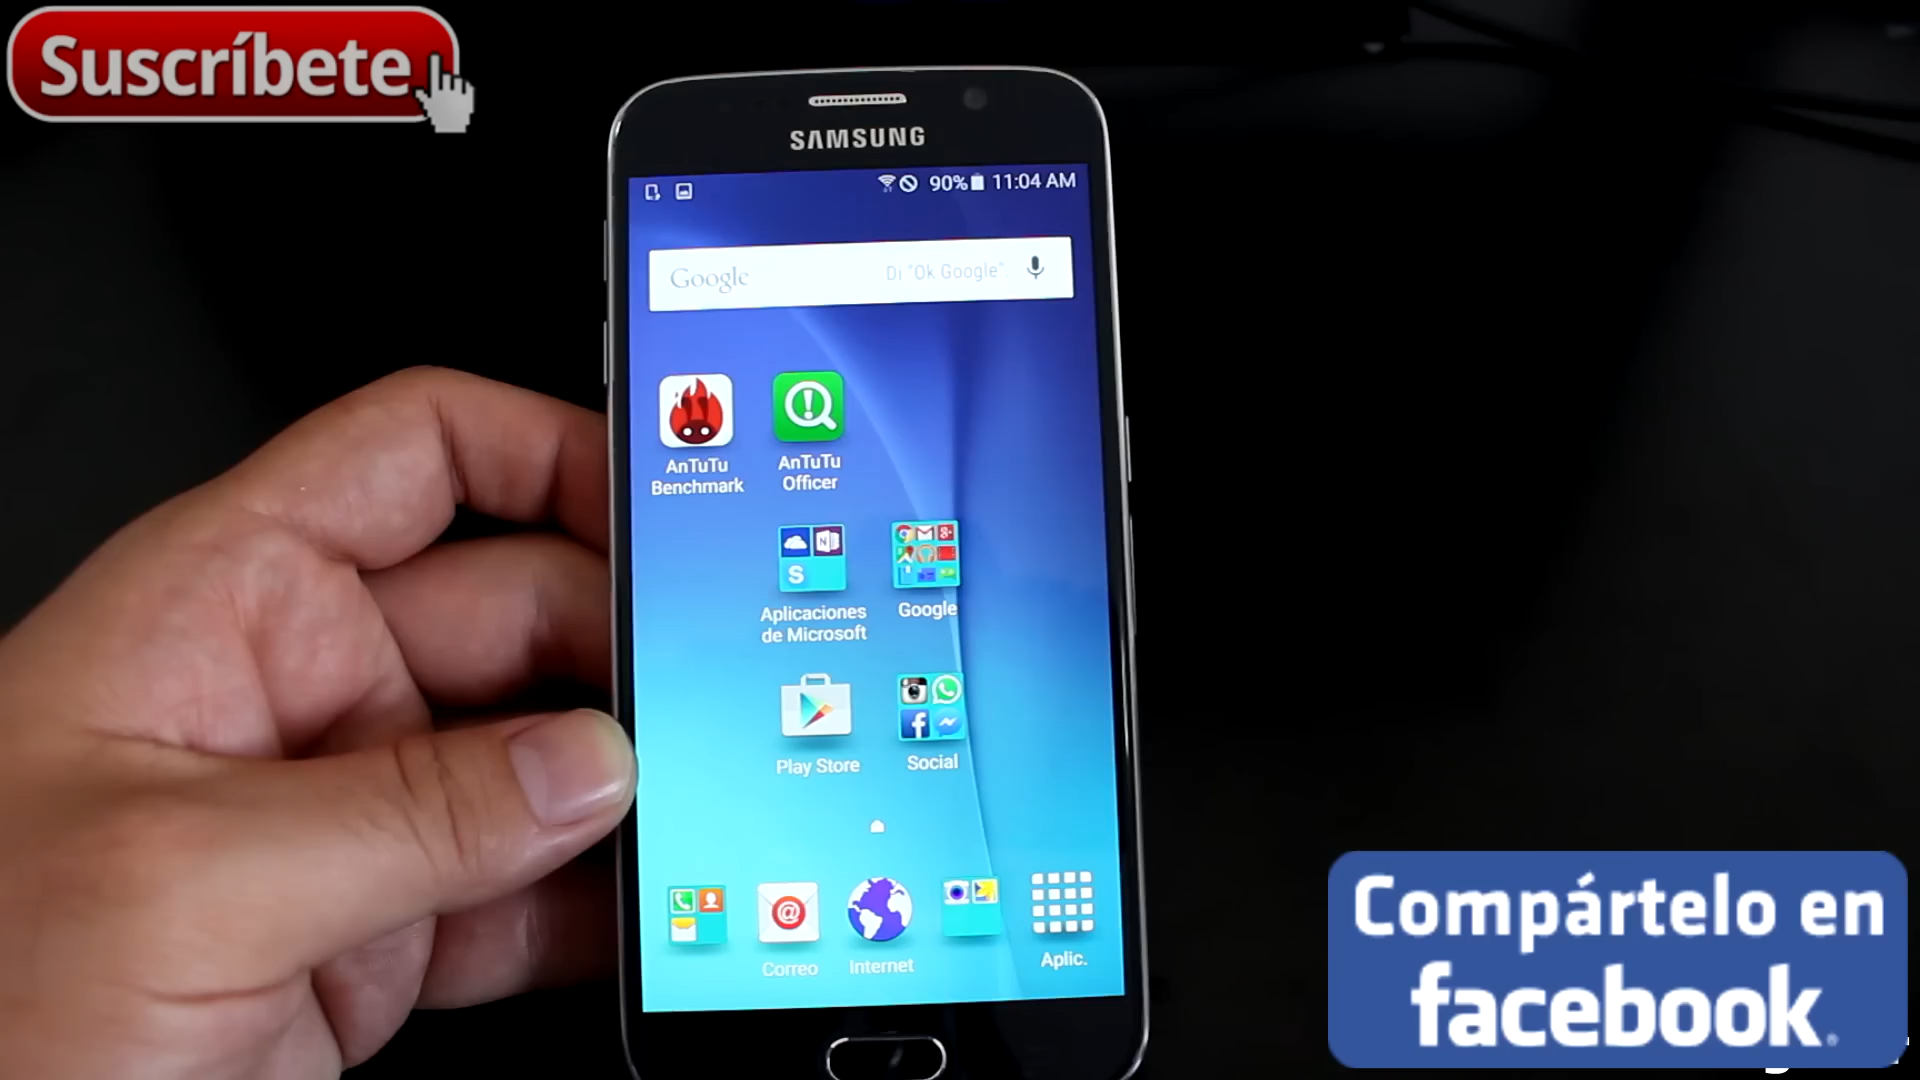 Suscríbete
SAMSUNG
90% 11:04 AM
Google Di "Ok Google".
AnTuTu
Benchmark
AnTuTu
Officer
Aplicaciones
de Microsoft
Google
Play Store
Social
Correo
Internet
Aplic.
Compártelo en
facebook